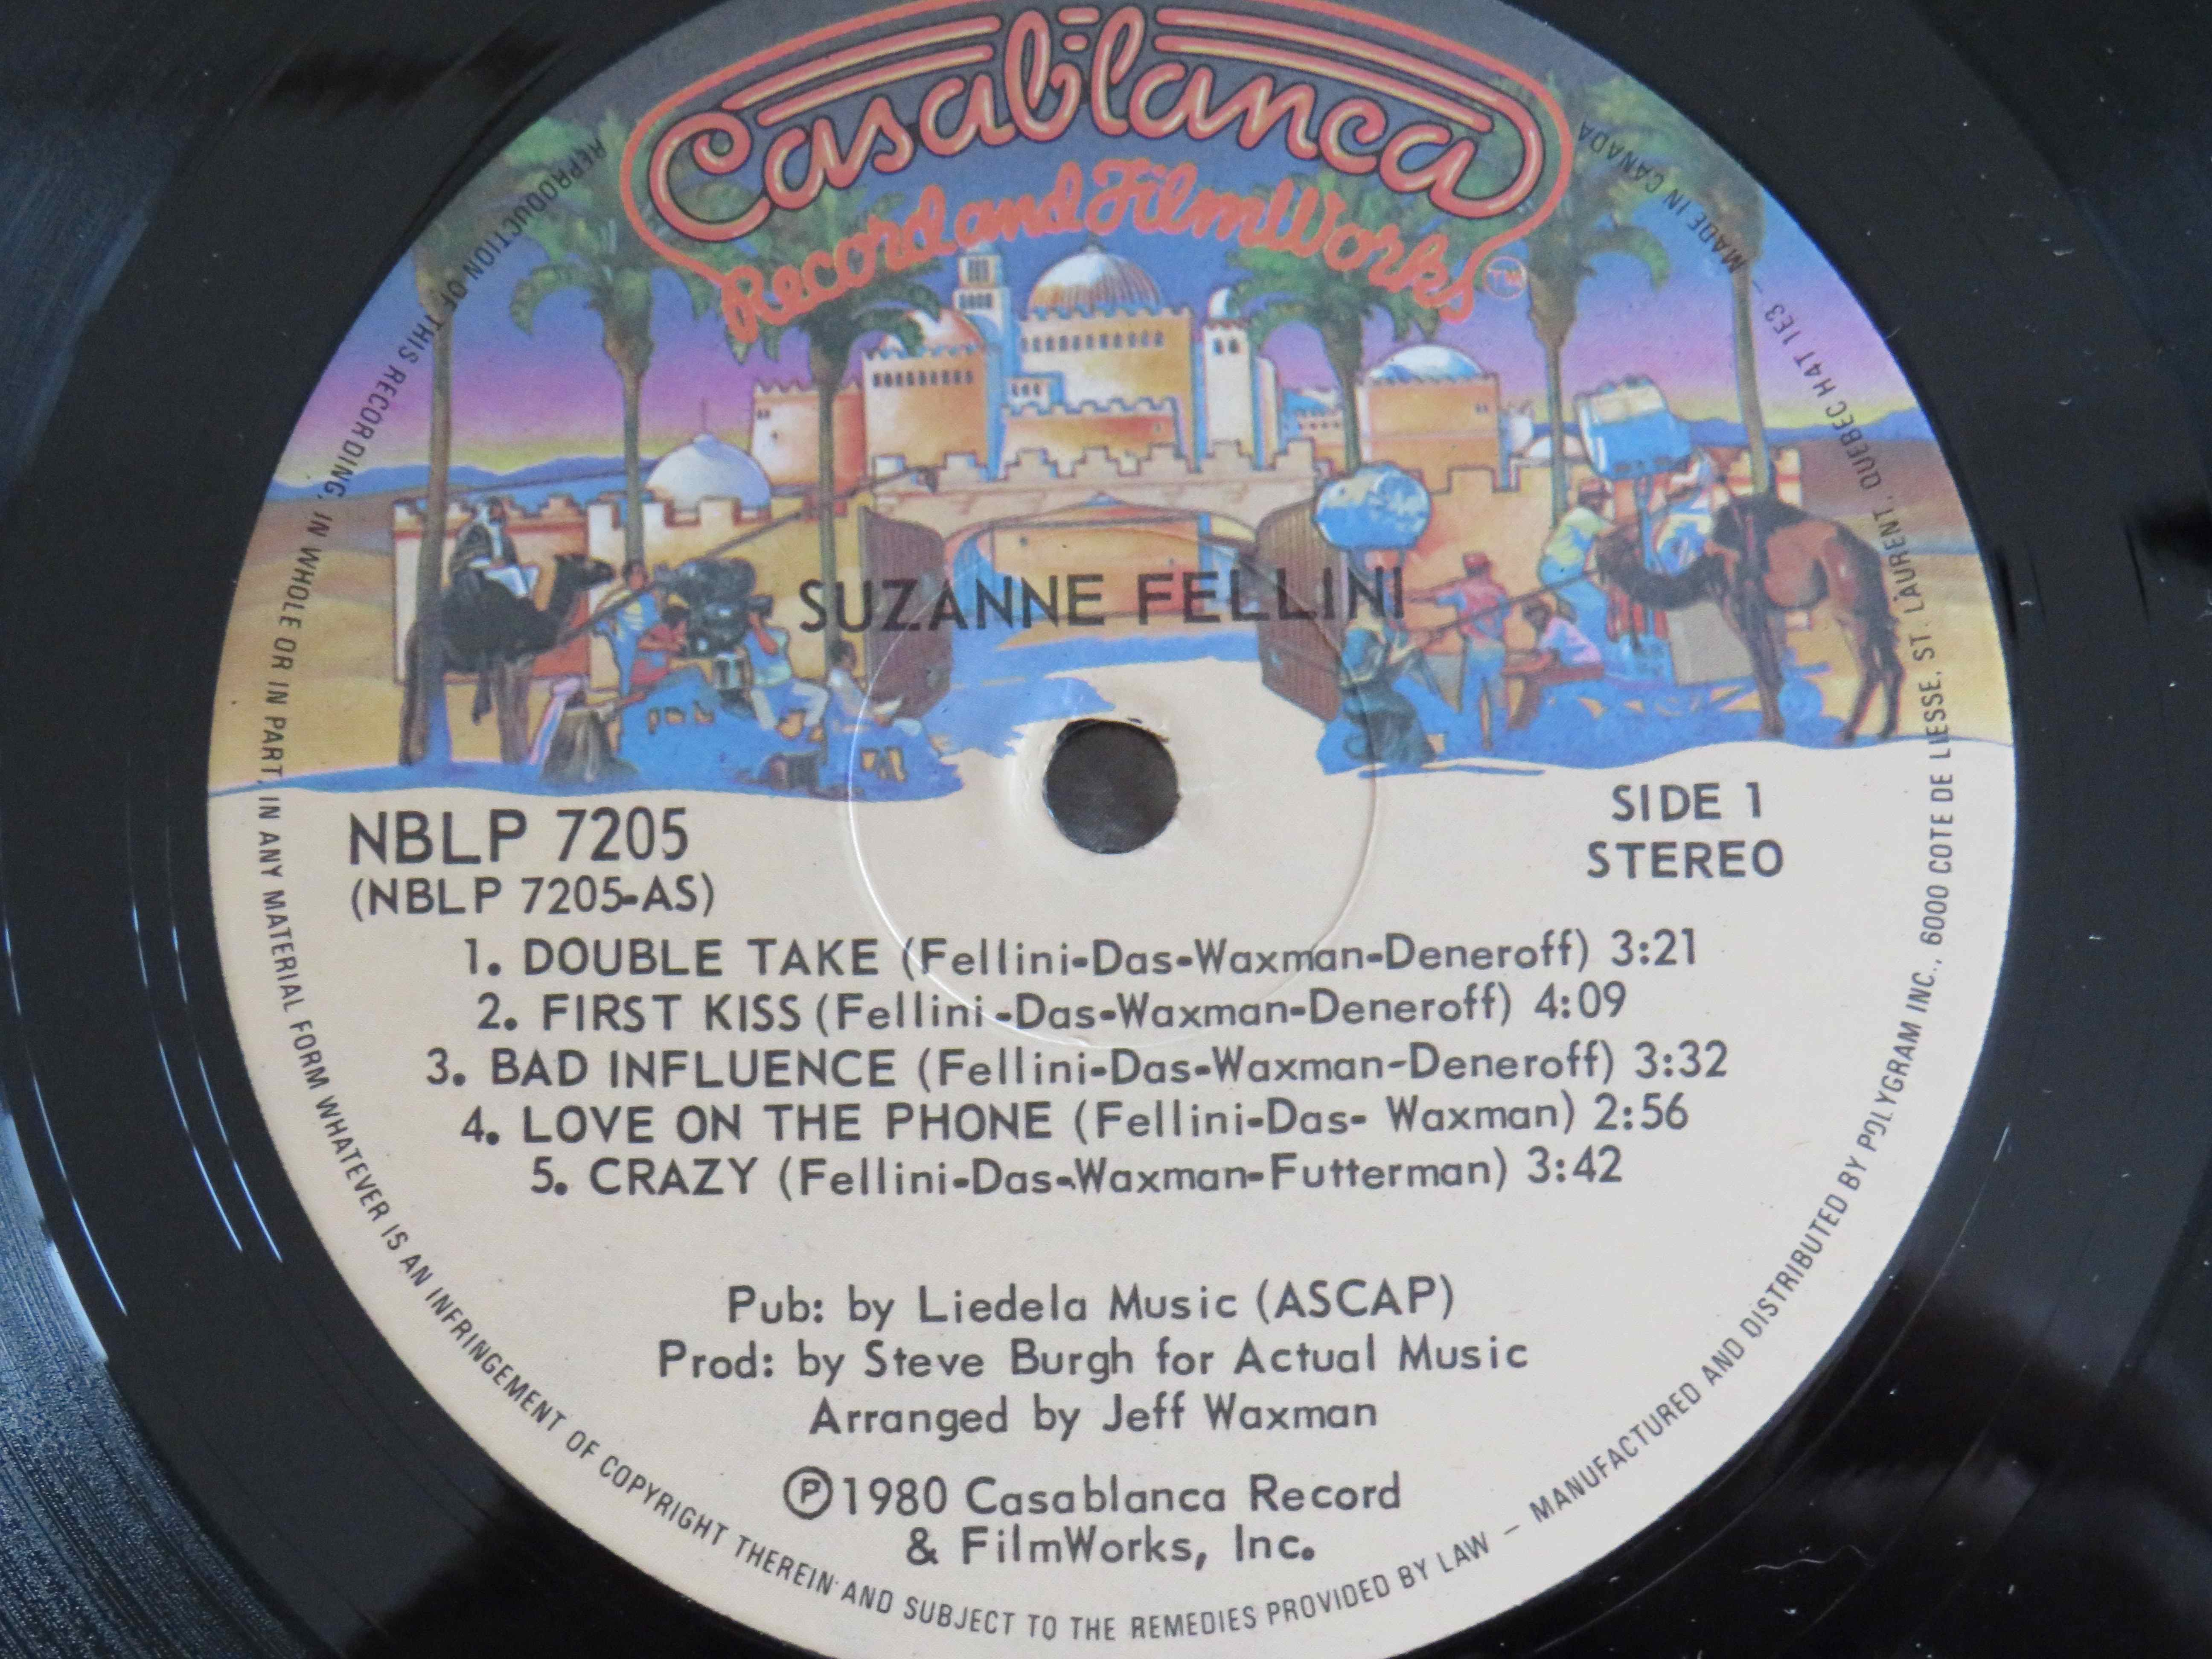 Casablanca
Record and FilmWorks TM
SUZANNE FELLINI
NBLP 7205
(NBLP 7205-AS)
SIDE 1
STEREO
1. DOUBLE TAKE (Fellini-Das-Waxman-Deneroff) 3:21
2. FIRST KISS (Fellini-Das-Waxman-Deneroff) 4:09
3. BAD INFLUENCE (Fellini-Das-Waxman-Deneroff) 3:32
4. LOVE ON THE PHONE (Fellini-Das- Waxman) 2:56
5. CRAZY (Fellini-Das-Waxman-Futterman) 3:42
Pub: by Liedela Music (ASCAP)
Prod: by Steve Burgh for Actual Music
Arranged by Jeff Waxman
℗1980 Casablanca Record
& FilmWorks, Inc.
REPRODUCTION OF THIS RECORDING, IN WHOLE OR IN PART, IN ANY MATERIAL FORM WHATEVER IS AN INFRINGEMENT OF COPYRIGHT THEREIN AND SUBJECT TO THE REMEDIES PROVIDED BY LAW – MANUFACTURED AND DISTRIBUTED BY POLYGRAM INC., 6000 COTE DE LIESSE, ST. LAURENT, QUEBEC H4T 1E3 – MADE IN CANADA